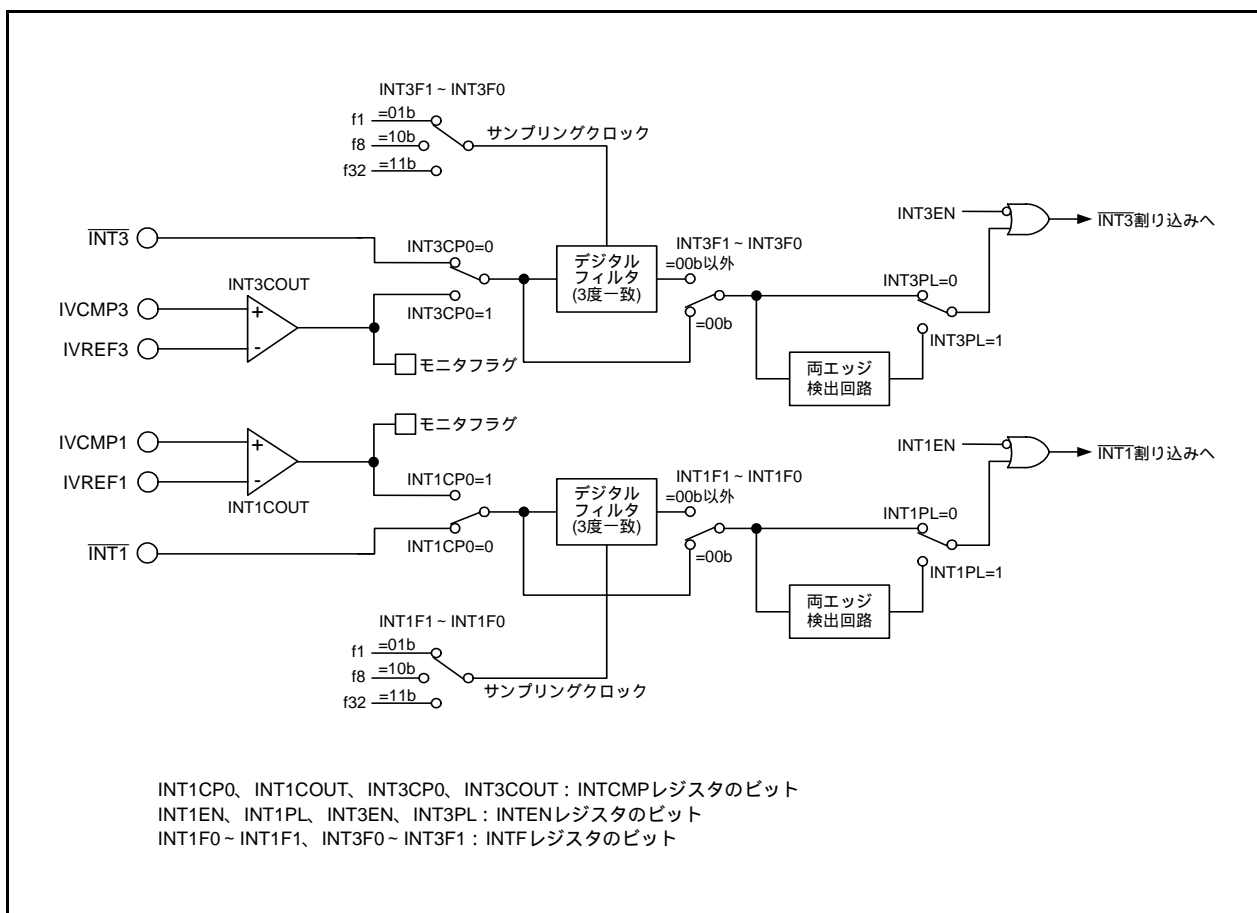 INT3F1 ~ INT3F0
f1 =01b
f8 =10b
f32 =11b
サンプリングクロック
INT3
INT3CP0=0
INT3COUT
IVCMP3
+
IVREF3
-
INT3CP0=1
モニタフラグ
デジタル
フィルタ
(3度一致)
INT3F1 ~ INT3F0
=00b以外
=00b
INT3EN
INT3割り込みへ
INT3PL=0
INT3PL=1
両エッジ
検出回路
モニタフラグ
IVCMP1
+
IVREF1
-
INT1COUT
INT1CP0=1
INT1
INT1CP0=0
デジタル
フィルタ
(3度一致)
INT1F1 ~ INT1F0
=00b以外
=00b
INT1EN
INT1割り込みへ
INT1PL=0
INT1PL=1
両エッジ
検出回路
INT1F1 ~ INT1F0
f1 =01b
f8 =10b
f32 =11b
サンプリングクロック
INT1CP0、INT1COUT、INT3CP0、INT3COUT : INTCMPレジスタのビット
INT1EN、INT1PL、INT3EN、INT3PL : INTENレジスタのビット
INT1F0 ~ INT1F1、INT3F0 ~ INT3F1 : INTFレジスタのビット